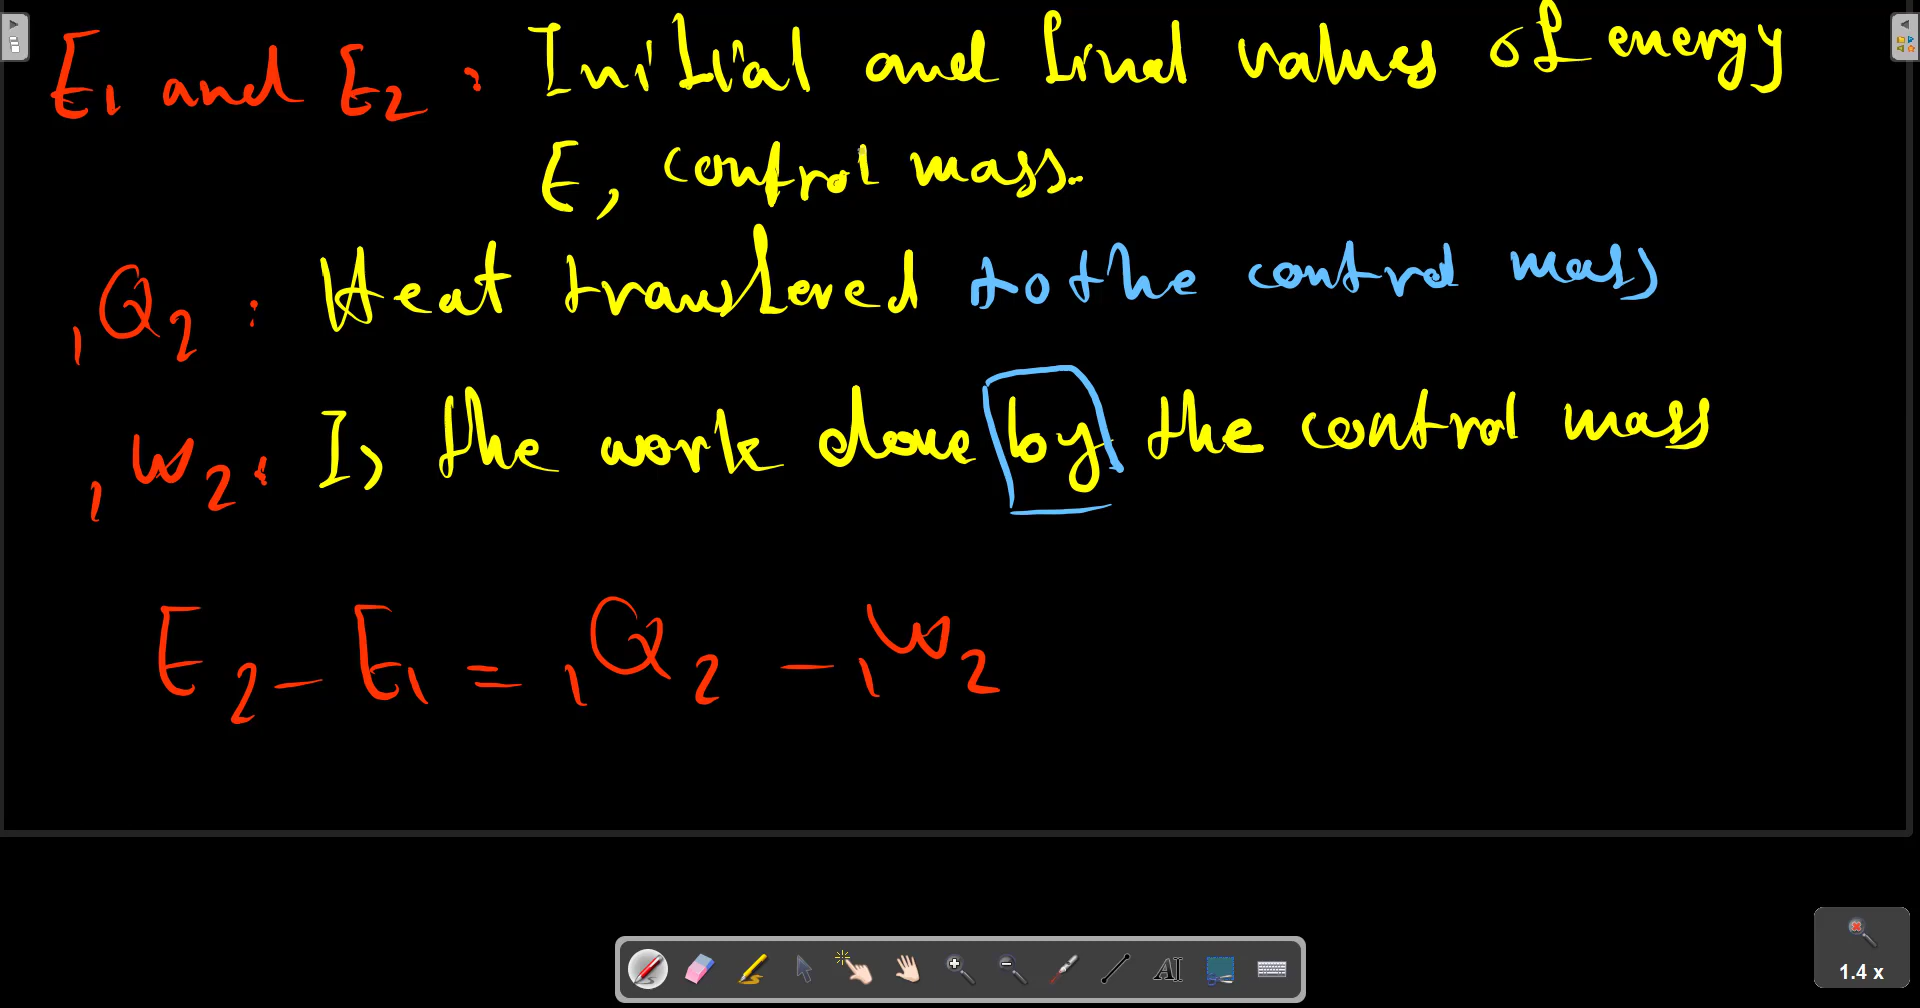 E1 and E2 : Initial and final values of energy
E, control mass.
1Q2 : Heat transfered to the control mass
1W2 : Is the work done by the control mass
E2 - E1 = 1Q2 - 1W2
1.4 x